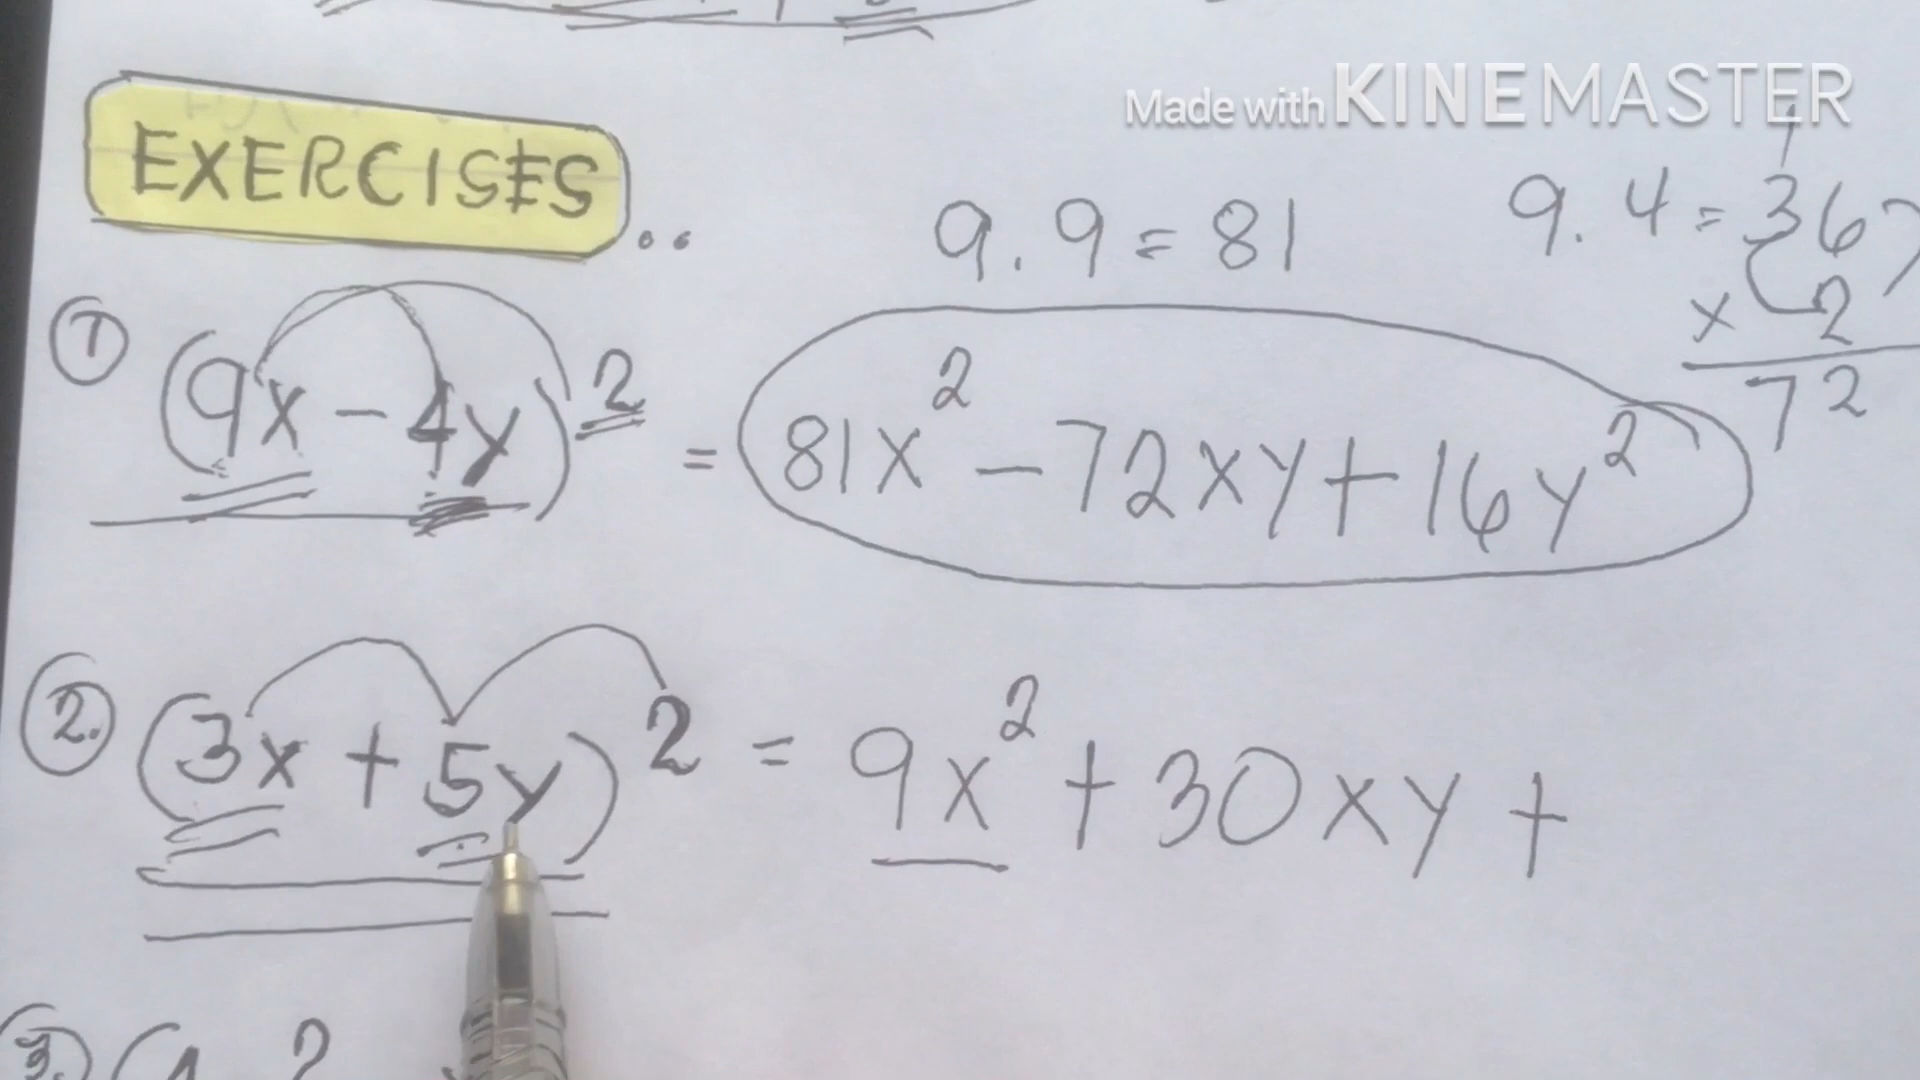 Made with KINEMASTER
EXERCISES..
9.9=81
9.4=36
x 2
72
① (9x-4y)² = 81x²-72xy+16y²
②. (3x+5y)² = 9x²+30xy+
3. (